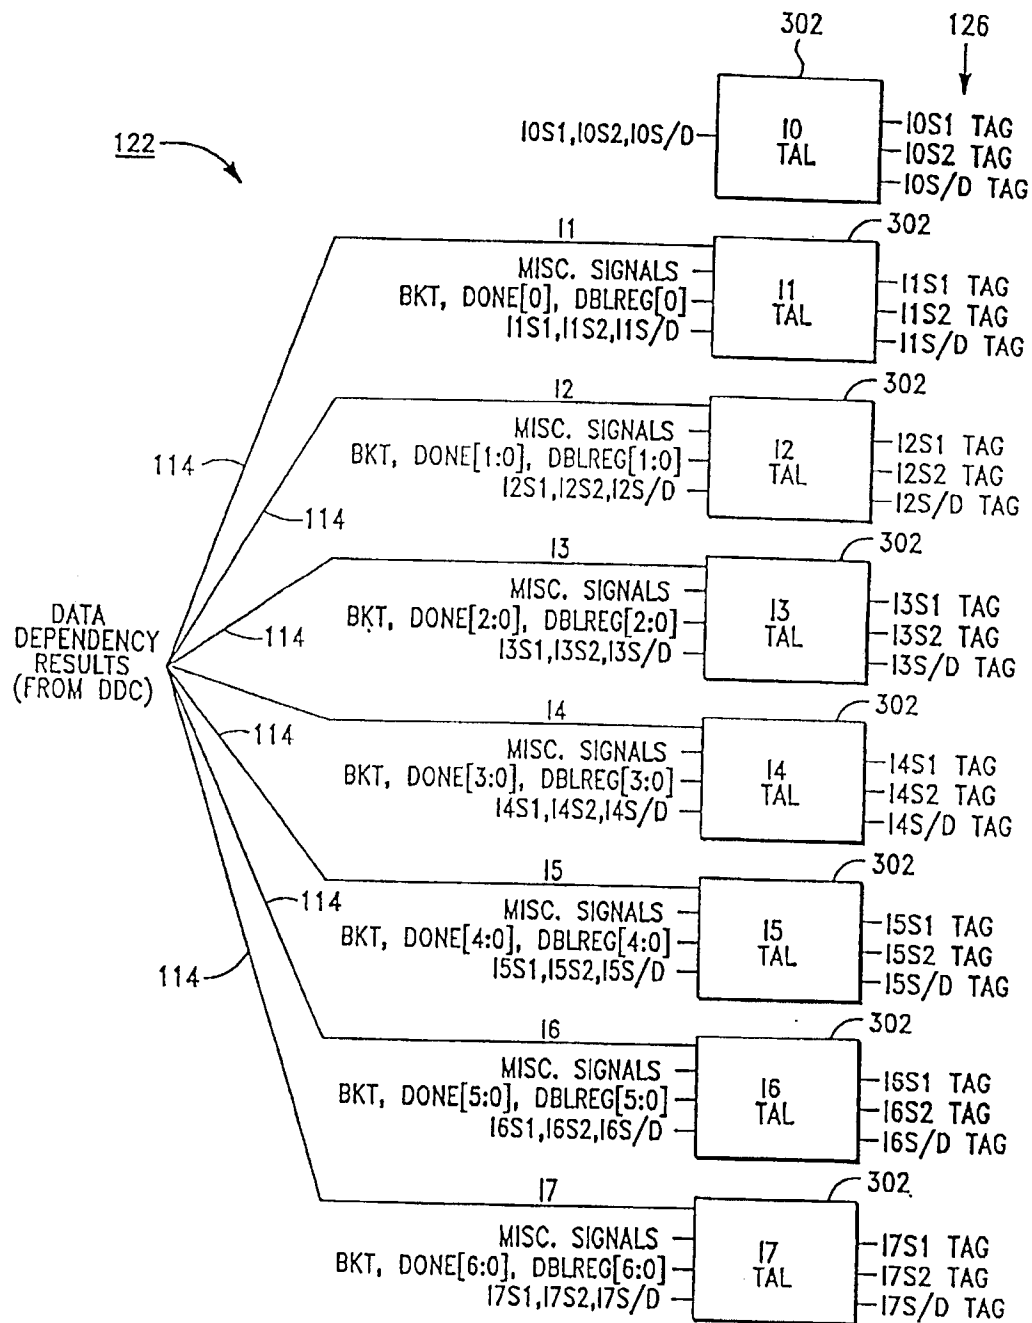 302
126
I0S1,I0S2,I0S/D
I0
TAL
I0S1 TAG
I0S2 TAG
I0S/D TAG
122
I1
302
MISC. SIGNALS
BKT, DONE[0], DBLREG[0]
I1S1,I1S2,I1S/D
I1
TAL
I1S1 TAG
I1S2 TAG
I1S/D TAG
I2
302
MISC. SIGNALS
BKT, DONE[1:0], DBLREG[1:0]
I2S1,I2S2,I2S/D
I2
TAL
I2S1 TAG
I2S2 TAG
I2S/D TAG
114
114
I3
302
MISC. SIGNALS
BKT, DONE[2:0], DBLREG[2:0]
I3S1,I3S2,I3S/D
I3
TAL
I3S1 TAG
I3S2 TAG
I3S/D TAG
114
DATA
DEPENDENCY
RESULTS
(FROM DDC)
I4
302
MISC. SIGNALS
BKT, DONE[3:0], DBLREG[3:0]
I4S1,I4S2,I4S/D
I4
TAL
I4S1 TAG
I4S2 TAG
I4S/D TAG
114
I5
302
MISC. SIGNALS
BKT, DONE[4:0], DBLREG[4:0]
I5S1,I5S2,I5S/D
I5
TAL
I5S1 TAG
I5S2 TAG
I5S/D TAG
114
114
I6
302
MISC. SIGNALS
BKT, DONE[5:0], DBLREG[5:0]
I6S1,I6S2,I6S/D
I6
TAL
I6S1 TAG
I6S2 TAG
I6S/D TAG
I7
302
MISC. SIGNALS
BKT, DONE[6:0], DBLREG[6:0]
I7S1,I7S2,I7S/D
I7
TAL
I7S1 TAG
I7S2 TAG
I7S/D TAG